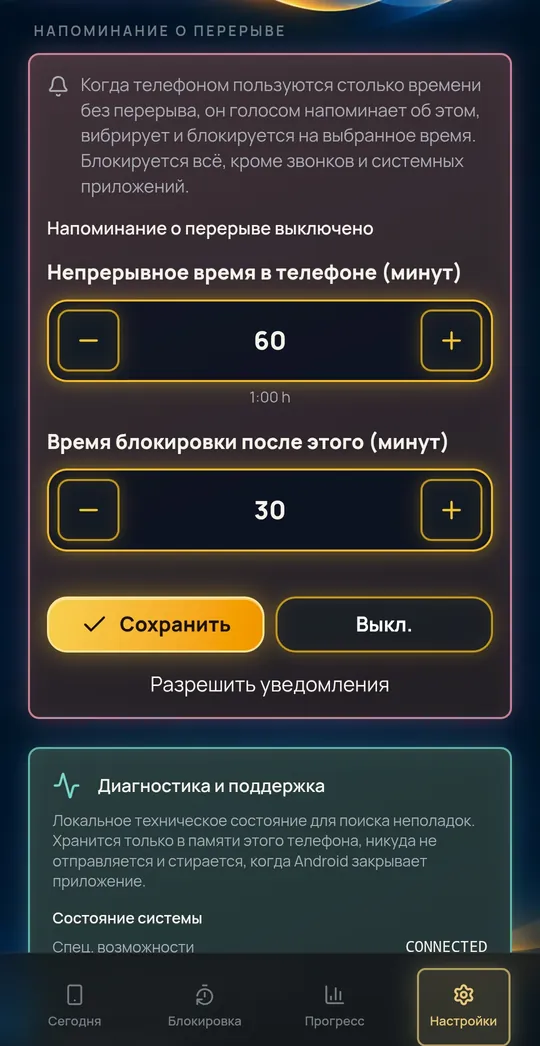 НАПОМИНАНИЕ О ПЕРЕРЫВЕ
Когда телефоном пользуются столько времени
без перерыва, он голосом напоминает об этом,
вибрирует и блокируется на выбранное время.
Блокируется всё, кроме звонков и системных
приложений.
Напоминание о перерыве выключено
Непрерывное время в телефоне (минут)
60
1:00 h
Время блокировки после этого (минут)
30
Сохранить
Выкл.
Разрешить уведомления
Диагностика и поддержка
Локальное техническое состояние для поиска неполадок.
Хранится только в памяти этого телефона, никуда не
отправляется и стирается, когда Android закрывает
приложение.
Состояние системы
Спец. возможности CONNECTED
Сегодня
Блокировка
Прогресс
Настройки